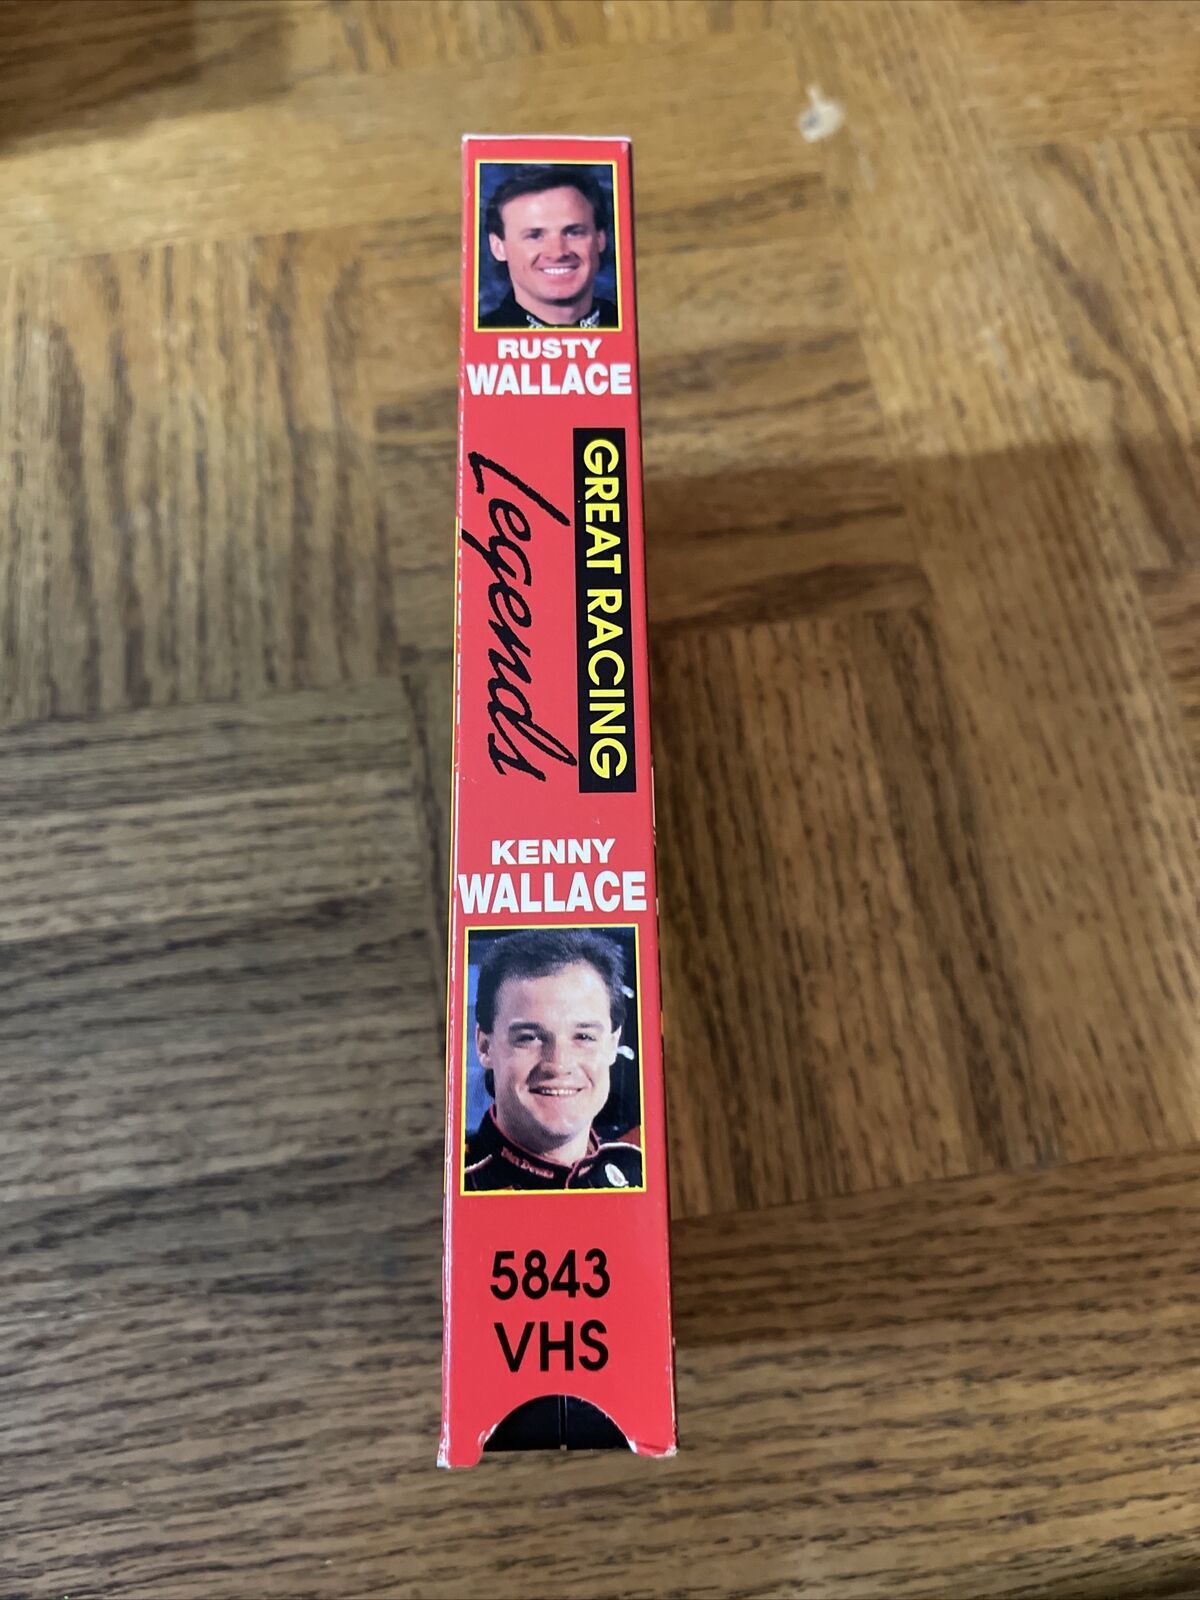 RUSTY
WALLACE
GREAT RACING
Legends
KENNY
WALLACE
5843
VHS